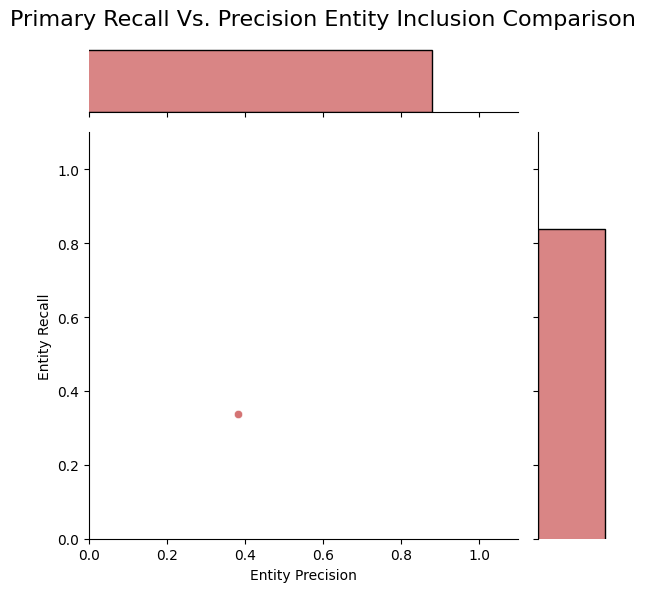 Primary Recall Vs. Precision Entity Inclusion Comparison
1.0
0.8
0.6
0.4
0.2
0.0
Entity Recall
0.0 0.2 0.4 0.6 0.8 1.0
Entity Precision